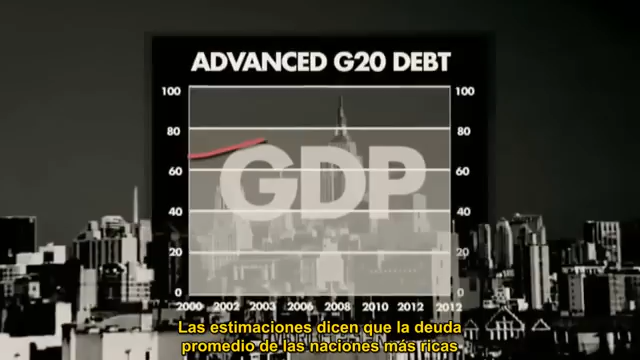 ADVANCED G20 DEBT
100 100
80 80
60 60
GDP
40 40
20 20
0 0
2000 2002 2003 2006 2008 2010 2012 2012
Las estimaciones dicen que la deuda
promedio de las naciones más ricas